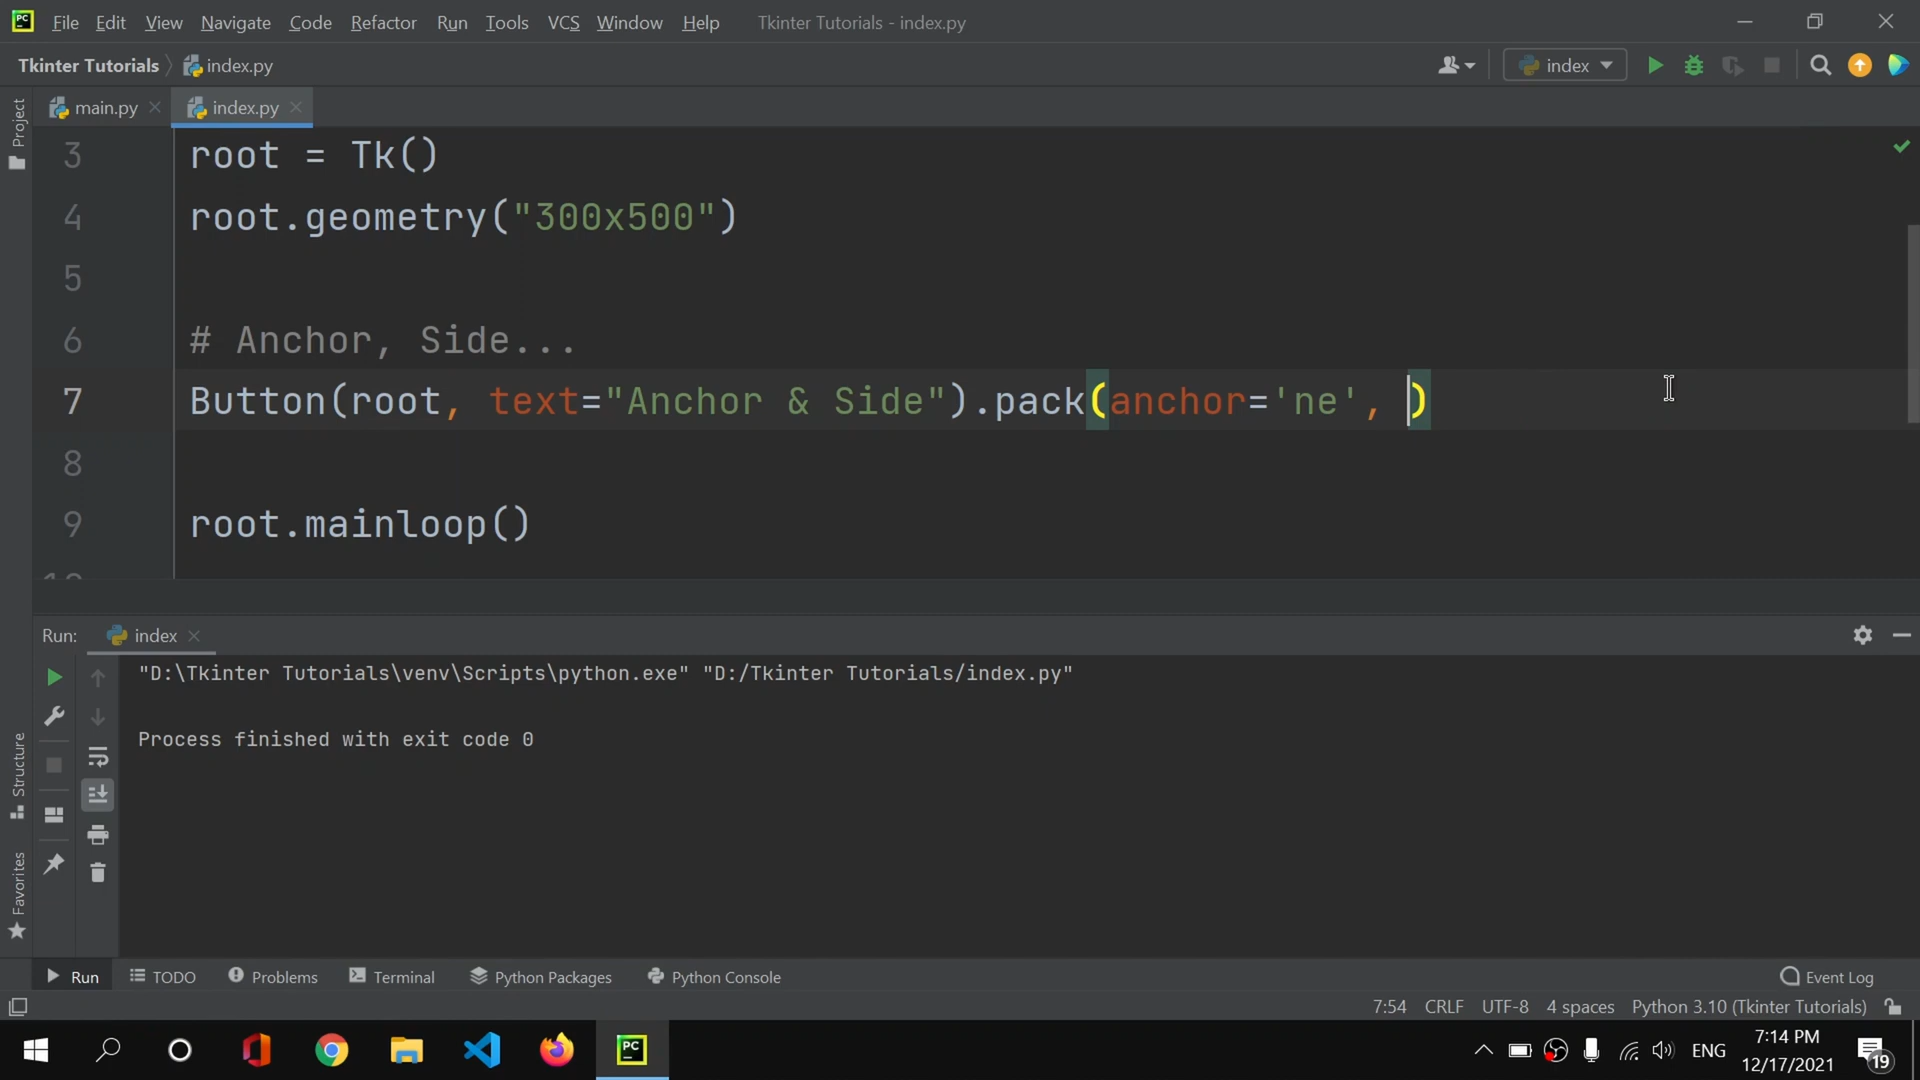 PC File Edit View Navigate Code Refactor Run Tools VCS Window Help Tkinter Tutorials - index.py
Tkinter Tutorials index.py index
main.py index.py
Project
3 root = Tk()
4 root.geometry("300x500")
5
6 # Anchor, Side...
7 Button(root, text="Anchor & Side").pack(anchor='ne', )
8
9 root.mainloop()
10
Run: index
"D:\Tkinter Tutorials\venv\Scripts\python.exe" "D:/Tkinter Tutorials/index.py"
Process finished with exit code 0
Structure
Favorites
Run TODO Problems Terminal Python Packages Python Console Event Log
7:54 CRLF UTF-8 4 spaces Python 3.10 (Tkinter Tutorials)
PC ENG 7:14 PM
12/17/2021 19